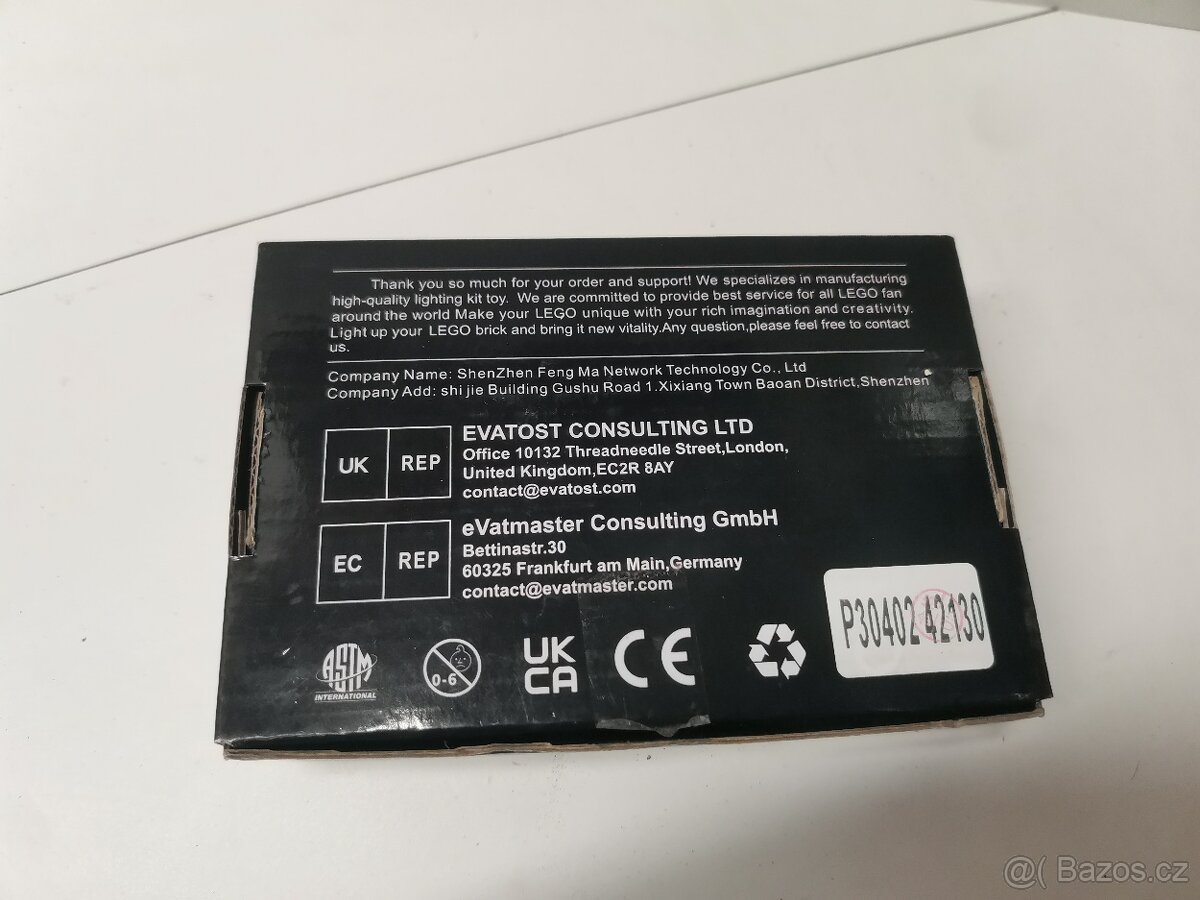 Thank you so much for your order and support! We specializes in manufacturing
high-quality lighting kit toy. We are committed to provide best service for all LEGO fan
around the world Make your LEGO unique with your rich imagination and creativity.
Light up your LEGO brick and bring it new vitality.Any question,please feel free to contact
us.
Company Name: ShenZhen Feng Ma Network Technology Co., Ltd
Company Add: shi jie Building Gushu Road 1.Xixiang Town Baoan District,Shenzhen
UK REP
EVATOST CONSULTING LTD
Office 10132 Threadneedle Street,London,
United Kingdom,EC2R 8AY
contact@evatost.com
EC REP
eVatmaster Consulting GmbH
Bettinastr.30
60325 Frankfurt am Main,Germany
contact@evatmaster.com
ASTM
INTERNATIONAL
0-6
UK
CA
CE
P30402 42130
@( Bazos.cz